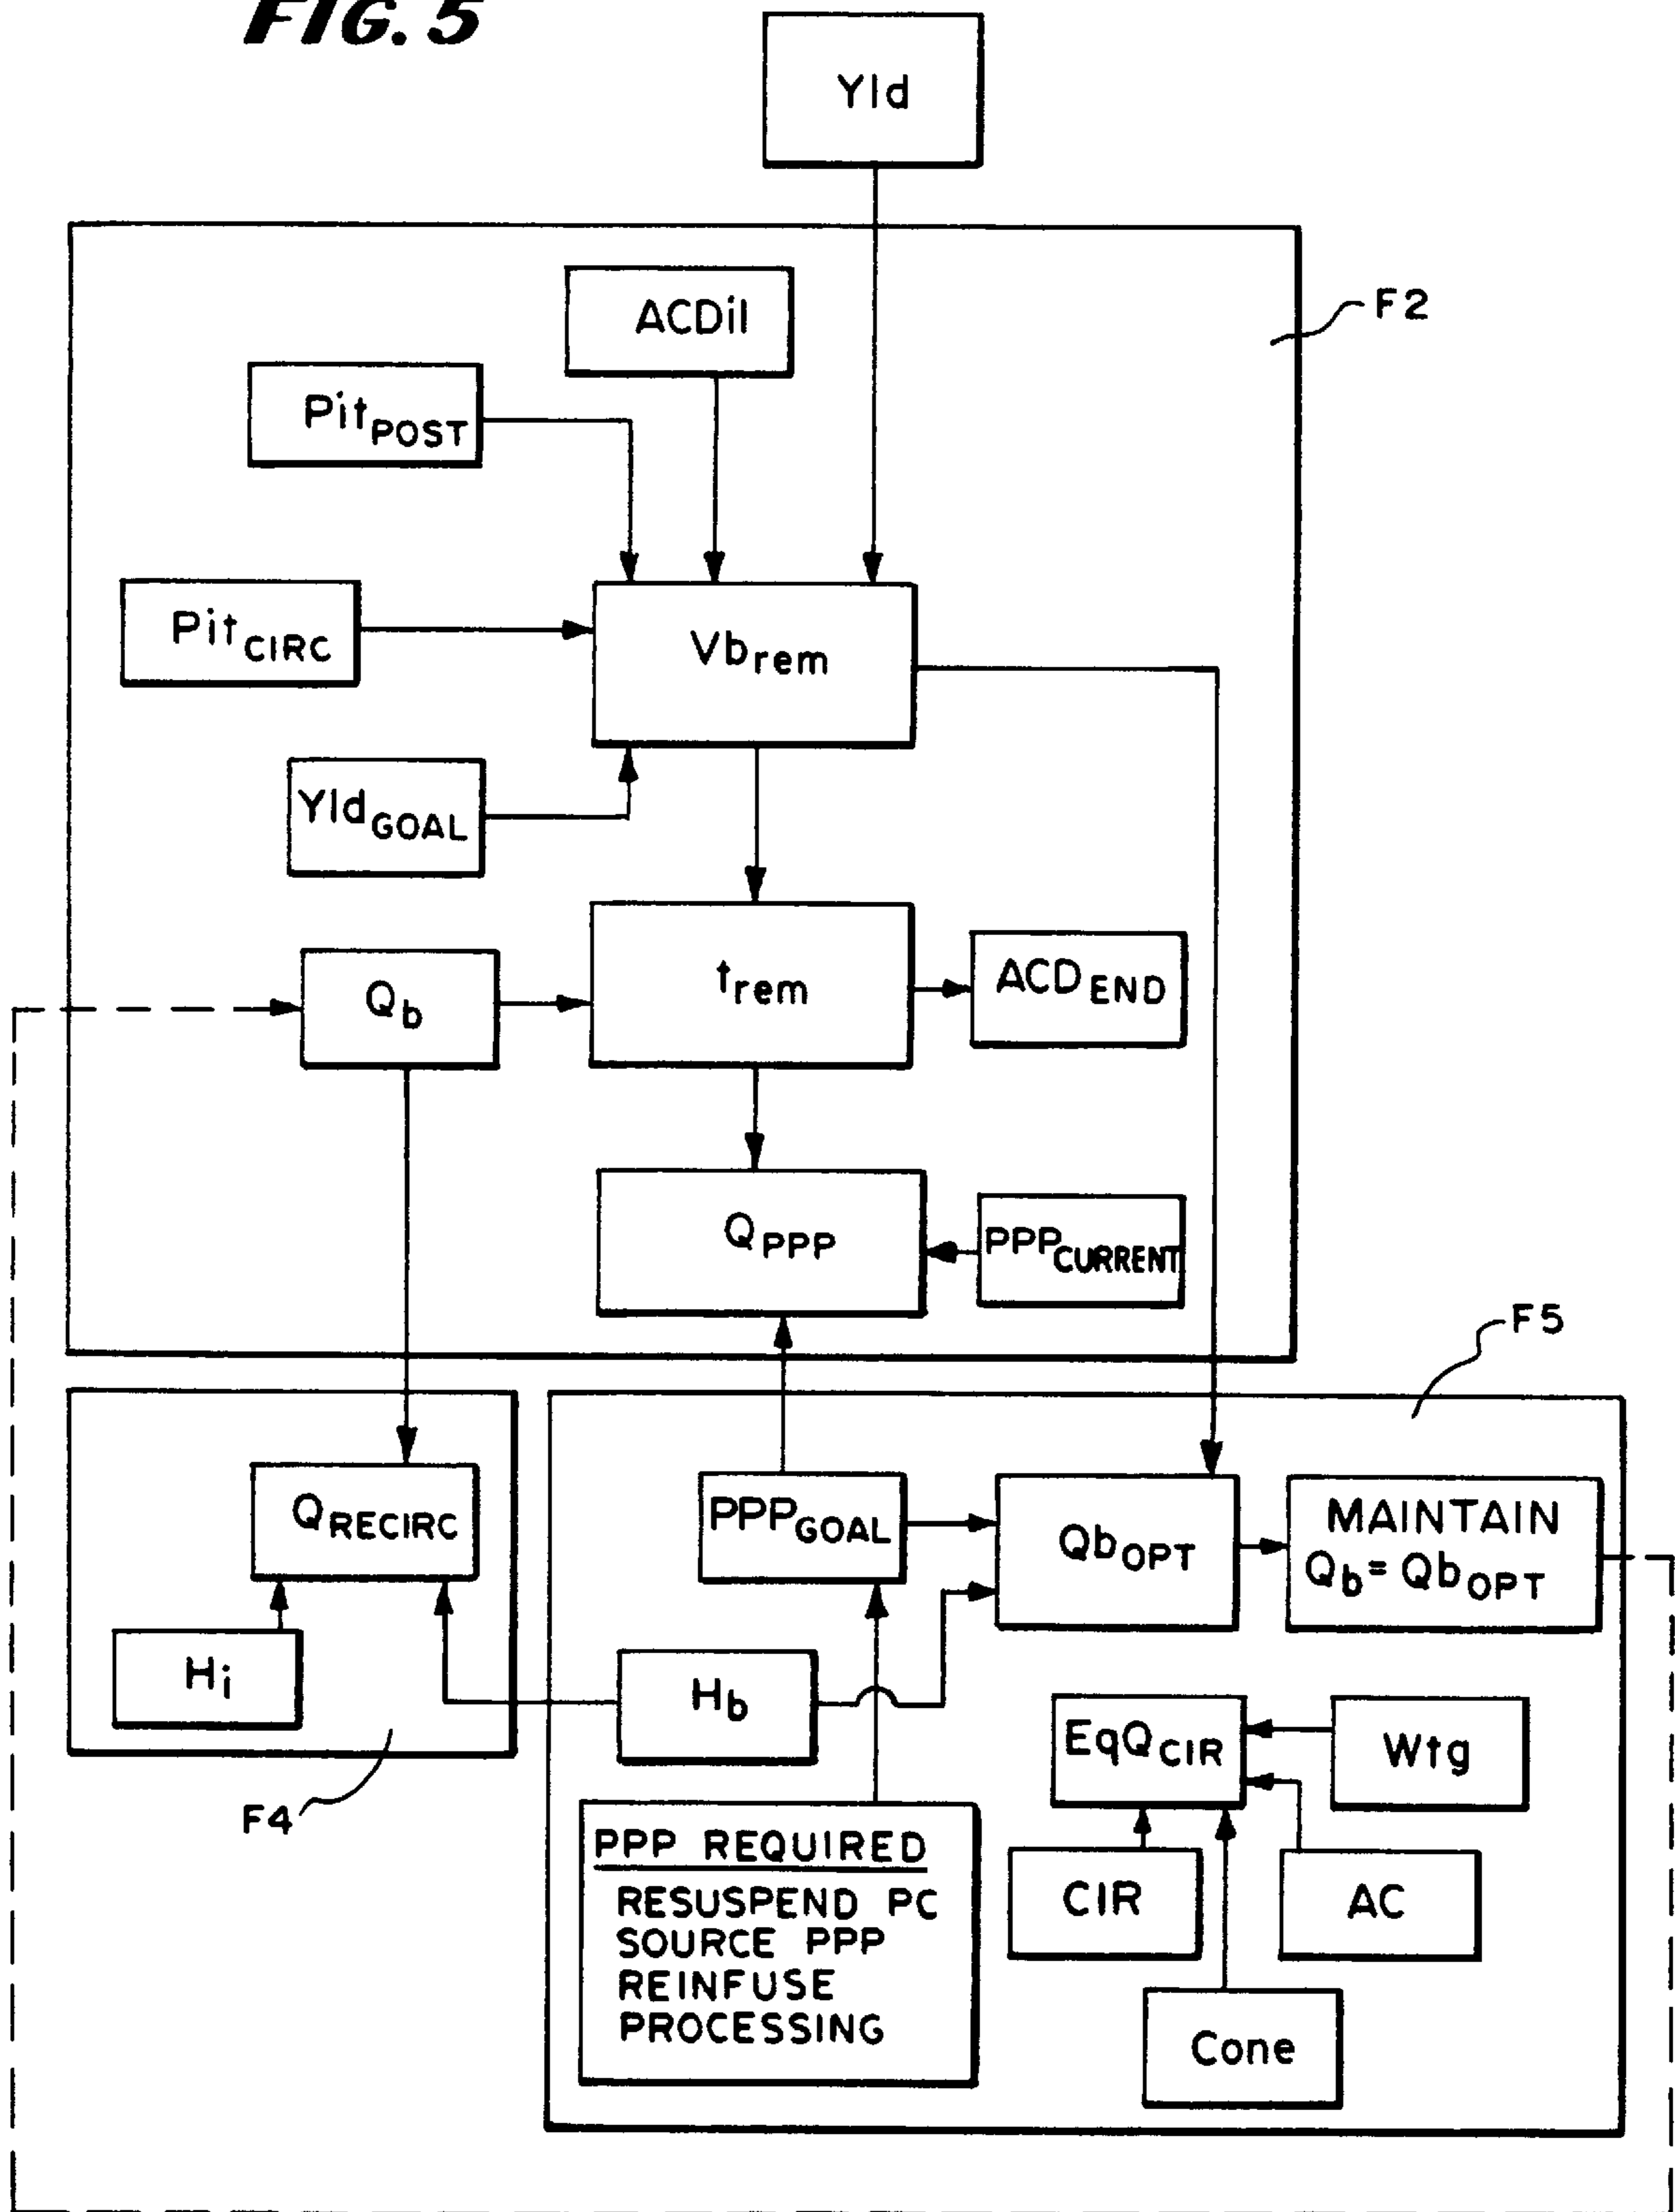 FIG. 5
Yld
F2
ACDil
PitPOST
PitCIRC
Vbrem
YldGOAL
Qb
trem
ACDEND
QPPP
PPPCURRENT
F5
QRECIRC
PPPGOAL
QbOPT
MAINTAIN
Qb=QbOPT
Hi
Hb
EqQCIR
Wtg
F4
PPP REQUIRED
RESUSPEND PC
SOURCE PPP
REINFUSE
PROCESSING
CIR
AC
Cone